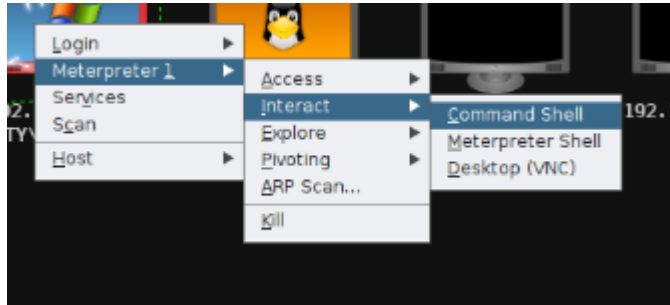 Login
Meterpreter 1
Services
Scan
Host
Access
Interact
Explore
Pivoting
ARP Scan...
Kill
Command Shell
Meterpreter Shell
Desktop (VNC)
192.